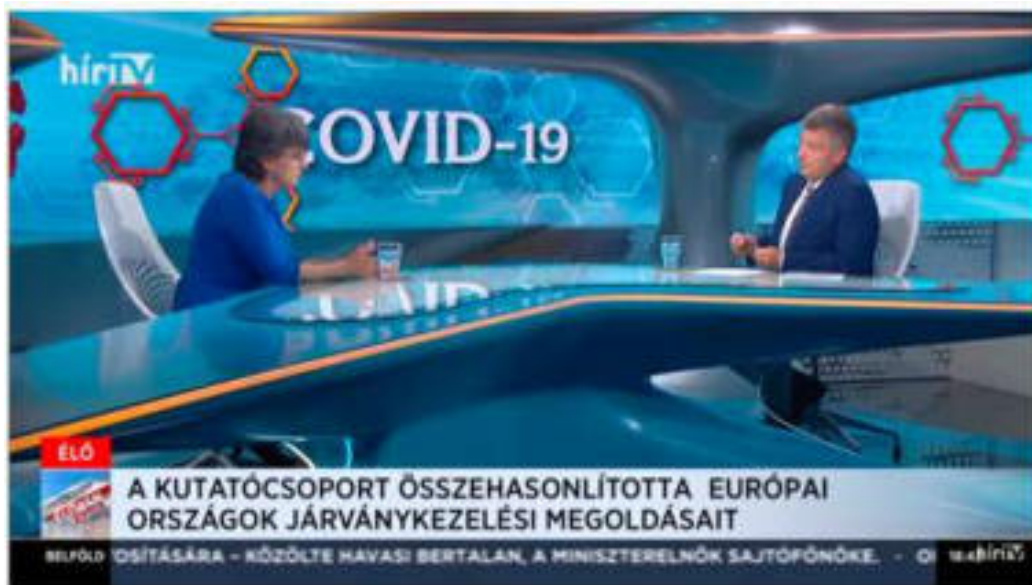 hírTV
COVID-19
ÉLŐ
A KUTATÓCSOPORT ÖSSZEHASONLÍTOTTA EURÓPAI
ORSZÁGOK JÁRVÁNYKEZELÉSI MEGOLDÁSAIT
BELFÖLD OSÍTÁSÁRA – KÖZÖLTE HAVASI BERTALAN, A MINISZTERELNÖK SAJTÓFŐNÖKE. - hírTV